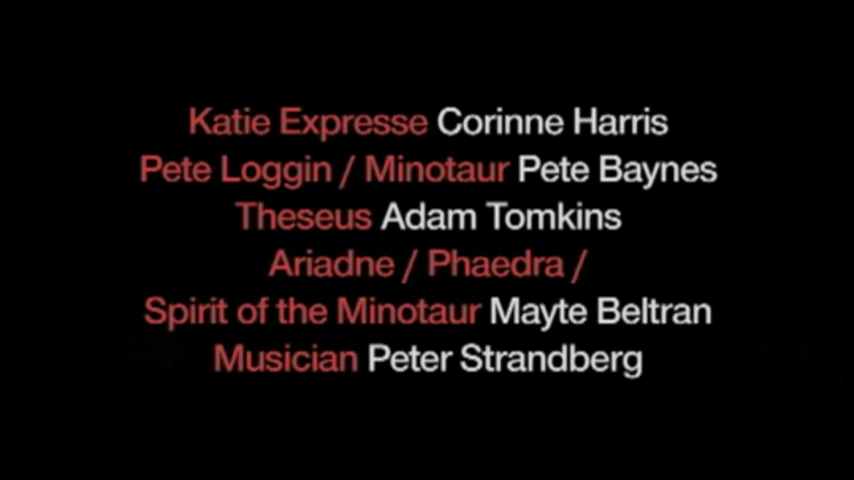 Katie Expresse Corinne Harris
Pete Loggin / Minotaur Pete Baynes
Theseus Adam Tomkins
Ariadne / Phaedra /
Spirit of the Minotaur Mayte Beltran
Musician Peter Strandberg